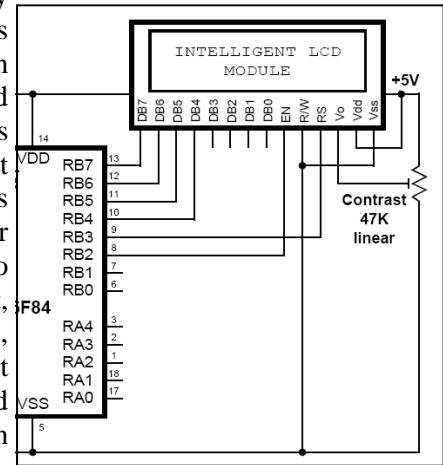 INTELLIGENT LCD
MODULE
+5V
DB7 DB6 DB5 DB4 DB3 DB2 DB1 DB0 EN R/W RS Vo Vdd Vss
14
VDD
RB7 13
RB6 12
RB5 11
RB4 10
RB3 9
RB2 8
RB1 7
RB0 6
F84
RA4 3
RA3 2
RA2 1
RA1 18
RA0 17
VSS
5
Contrast
47K
linear